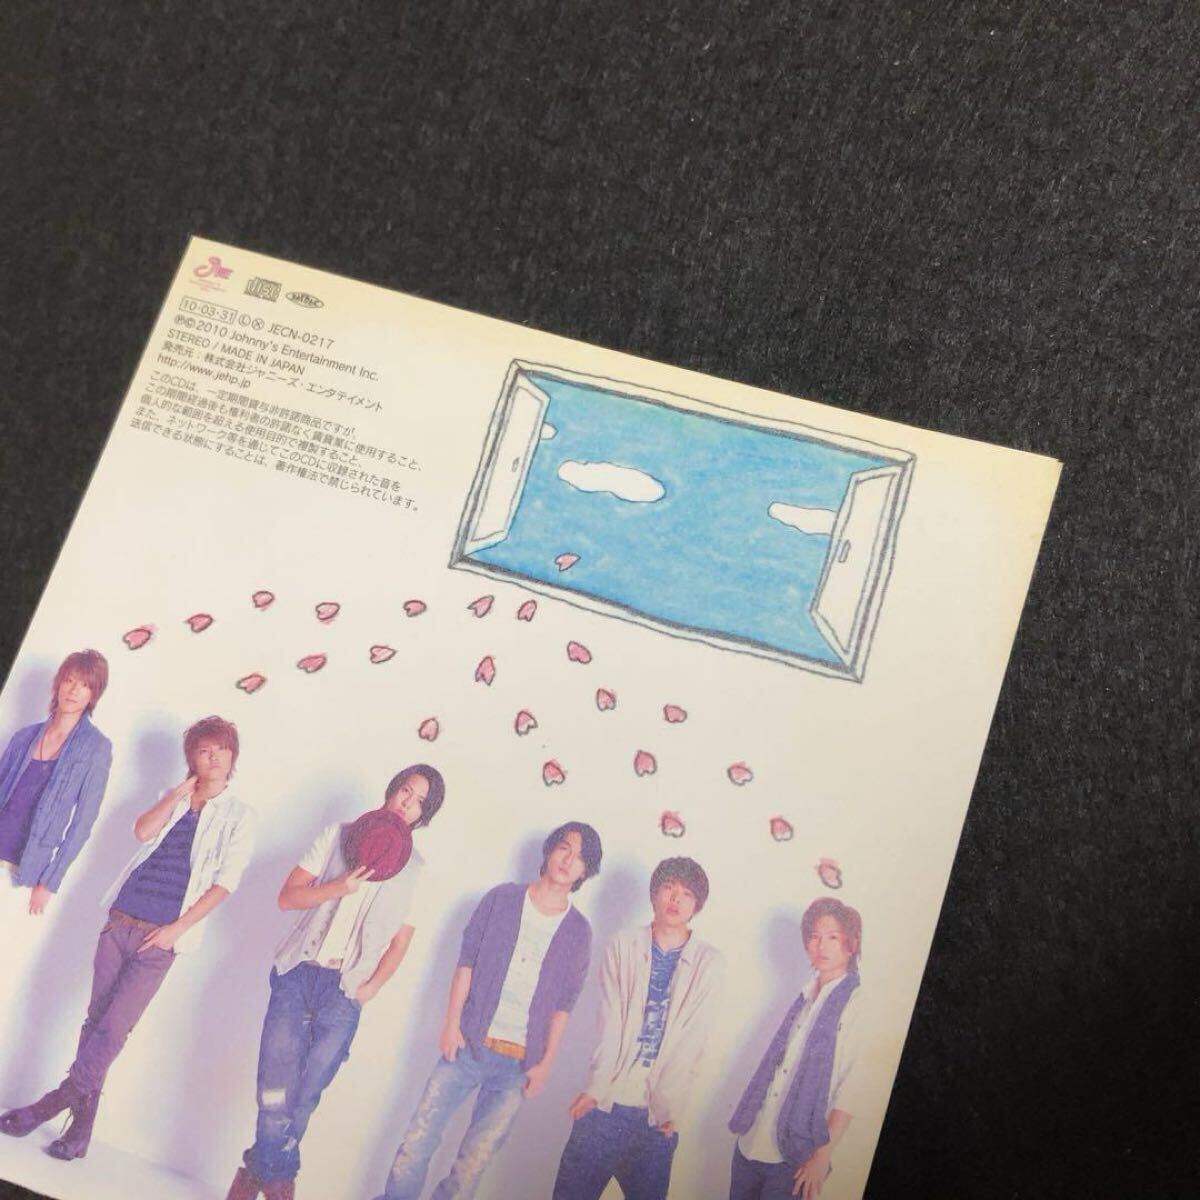 DISC
10・03・31 Ⓛ Ⓧ JECN-0217
℗©2010 Johnny's Entertainment Inc.
STEREO / MADE IN JAPAN
発売元：株式会社ジャニーズ・エンタテイメント
http://www.jehp.jp
このCDは、一定期間貸与非許諾商品ですが、
この期間経過後も権利者の許諾なく賃貸業に使用すること、
個人的な範囲を超える使用目的で複製すること、
また、ネットワーク等を通じてこのCDに収録された音を
送信できる状態にすることは、著作権法で禁じられています。